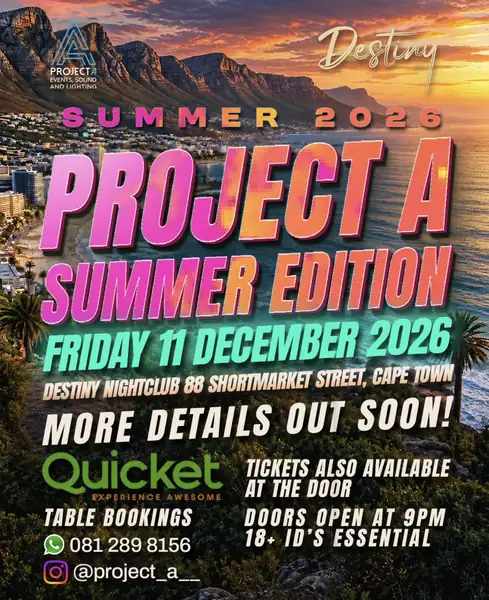 PROJECT A
EVENTS, SOUND
AND LIGHTING
Destiny
SUMMER 2026
PROJECT A
SUMMER EDITION
FRIDAY 11 DECEMBER 2026
DESTINY NIGHTCLUB 88 SHORTMARKET STREET, CAPE TOWN
MORE DETAILS OUT SOON!
Quicket
EXPERIENCE AWESOME
TICKETS ALSO AVAILABLE
AT THE DOOR
TABLE BOOKINGS
081 289 8156
@project_a__
DOORS OPEN AT 9PM
18+ ID'S ESSENTIAL